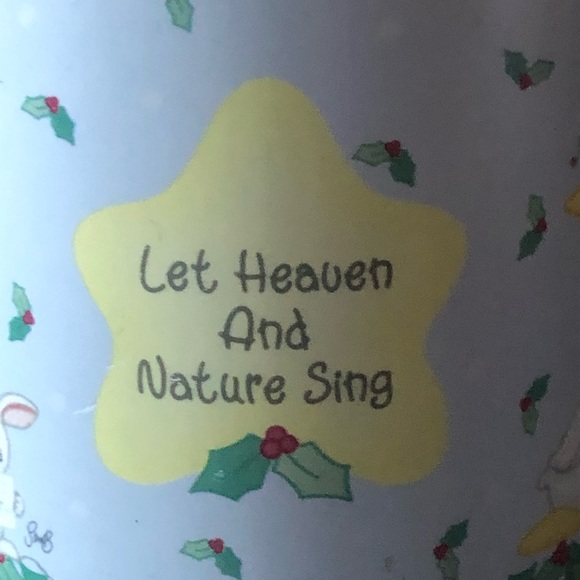 Let Heaven
And
Nature Sing